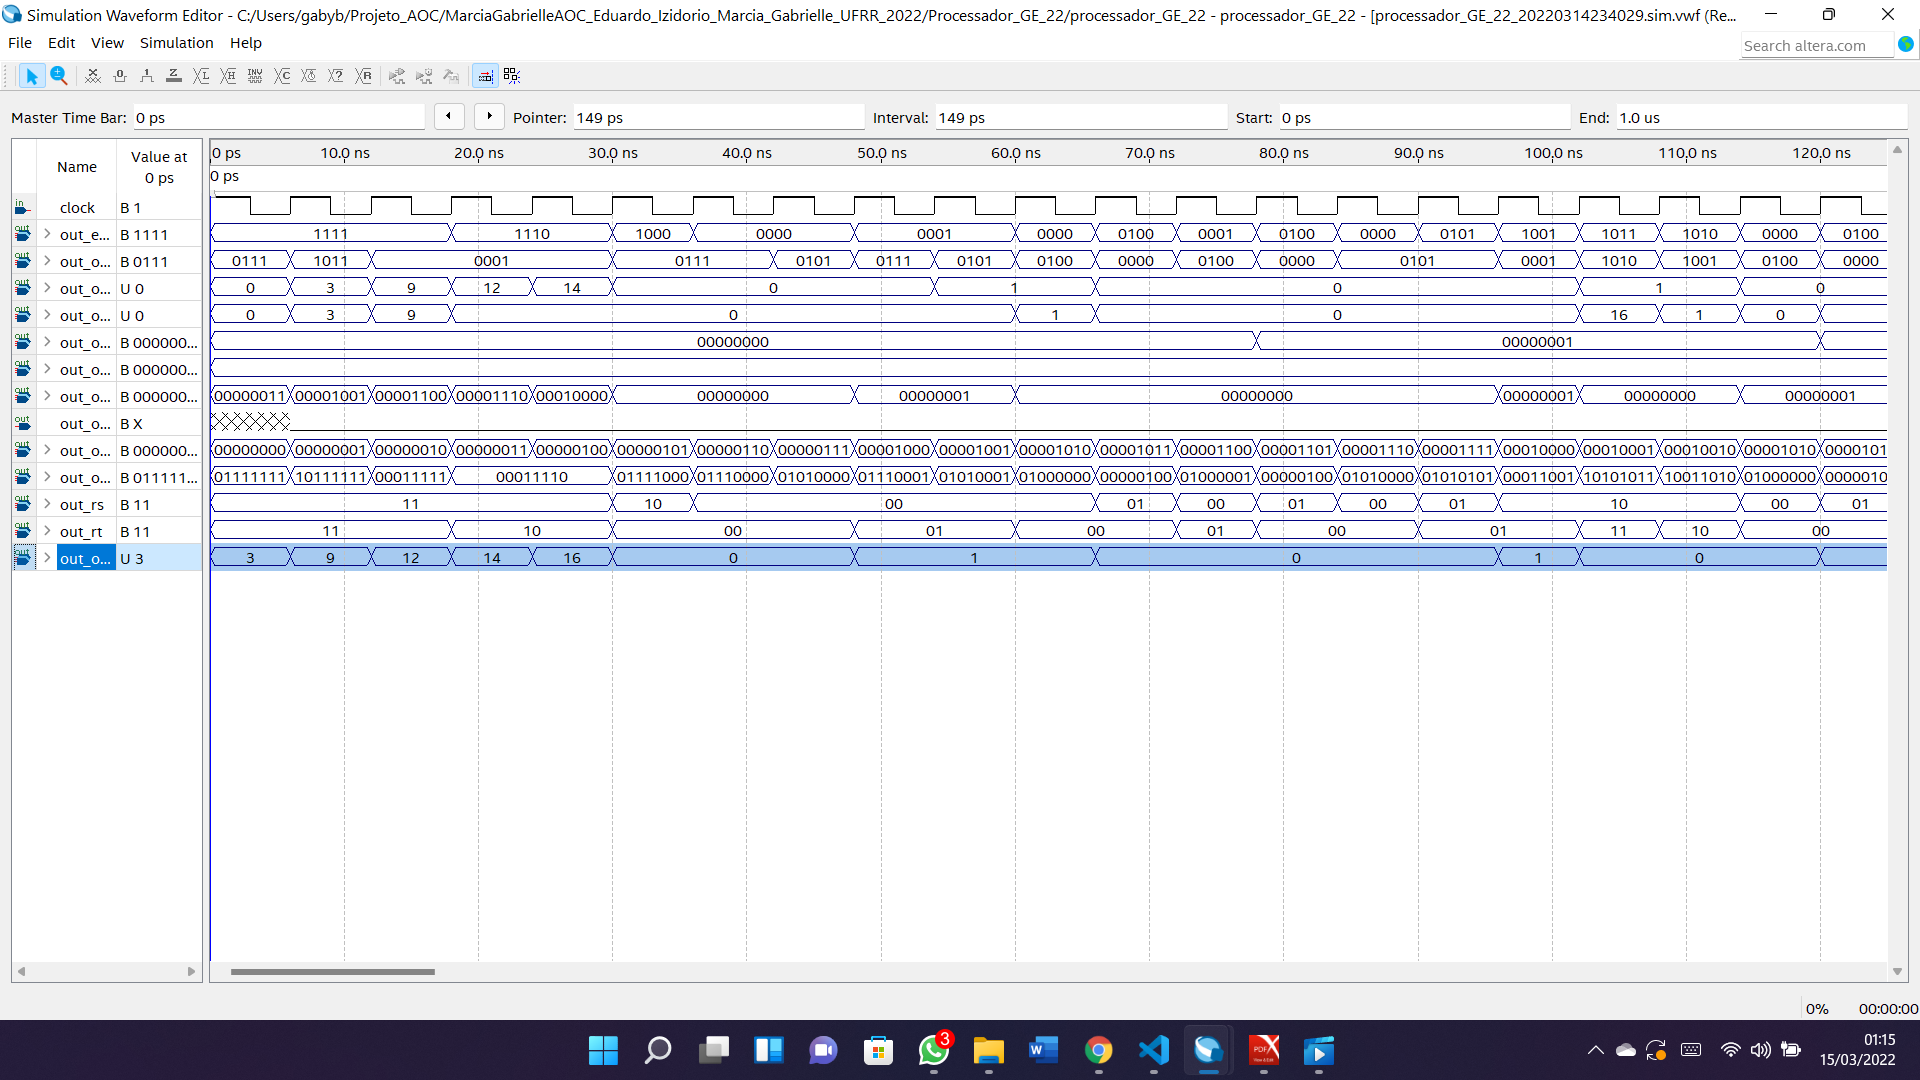 Simulation Waveform Editor - C:/Users/gabyb/Projeto_AOC/MarciaGabrielleAOC_Eduardo_Izidorio_Marcia_Gabrielle_UFRR_2022/Processador_GE_22/processador_GE_22 - processador_GE_22 - [processador_GE_22_20220314234029.sim.vwf (Re...
File Edit View Simulation Help
Search altera.com
Master Time Bar: 0 ps Pointer: 149 ps Interval: 149 ps Start: 0 ps End: 1.0 us
Name Value at 0 ps
0 ps 10.0 ns 20.0 ns 30.0 ns 40.0 ns 50.0 ns 60.0 ns 70.0 ns 80.0 ns 90.0 ns 100.0 ns 110.0 ns 120.0 ns
0 ps
clock B 1
out_e... B 1111 1111 1110 1000 0000 0001 0000 0100 0001 0100 0000 0101 1001 1011 1010 0000 0100
out_o... B 0111 0111 1011 0001 0111 0101 0111 0101 0100 0000 0100 0000 0101 0001 1010 1001 0100 0000
out_o... U 0 0 3 9 12 14 0 1 0 1 0
out_o... U 0 0 3 9 0 1 0 16 1 0
out_o... B 000000... 00000000 00000001
out_o... B 000000...
out_o... B 000000... 00000011 00001001 00001100 00001110 00010000 00000000 00000001 00000000 00000001 00000000 00000001
out_o... B X
out_o... B 000000... 00000000 00000001 00000010 00000011 00000100 00000101 00000110 00000111 00001000 00001001 00001010 00001011 00001100 00001101 00001110 00001111 00010000 00010001 00010010 00001010 0000101
out_o... B 011111... 01111111 10111111 00011111 00011110 01111000 01110000 01010000 01110001 01010001 01000000 00000100 01000001 00000100 01010000 01010101 00011001 10101011 10011010 01000000 0000010
out_rs B 11 11 10 00 01 00 01 00 01 10 00 01
out_rt B 11 11 10 00 01 00 01 00 01 11 10 00
out_o... U 3 3 9 12 14 16 0 1 0 1 0
0% 00:00:00
3
01:15
15/03/2022